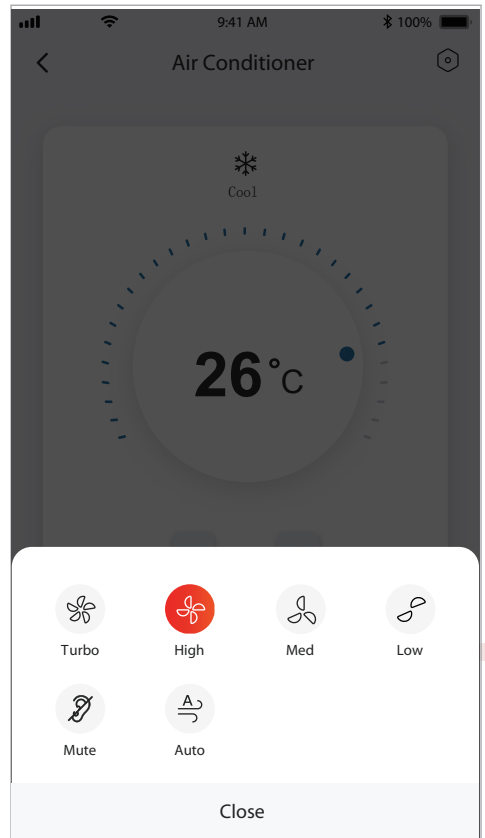 9:41 AM 100%
Air Conditioner
Cool
26°C
Turbo High Med Low
A
Mute Auto
Close